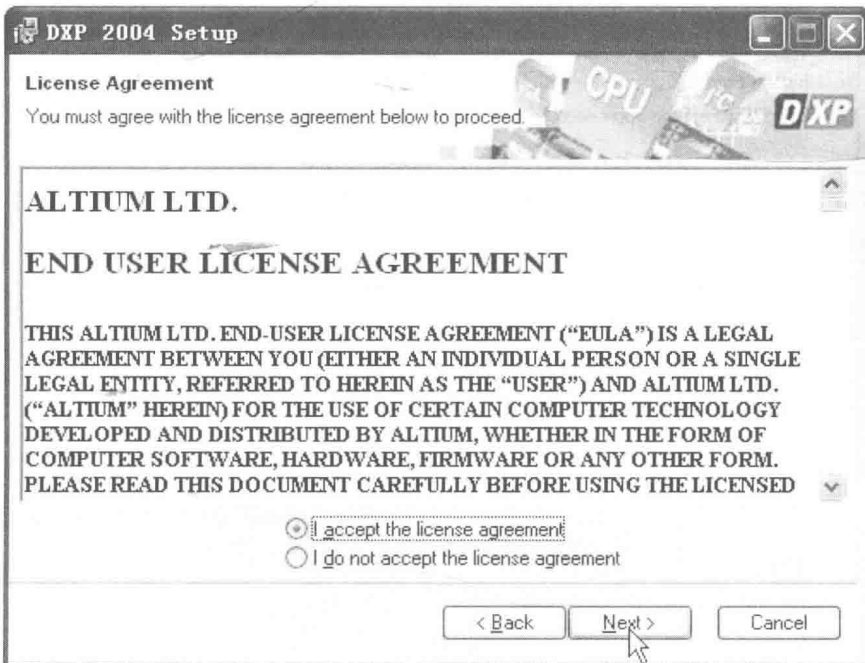 DXP 2004 Setup
License Agreement
You must agree with the license agreement below to proceed.
CPU
I²C
DXP
ALTIUM LTD.
END USER LICENSE AGREEMENT
THIS ALTIUM LTD. END-USER LICENSE AGREEMENT (“EULA”) IS A LEGAL
AGREEMENT BETWEEN YOU (EITHER AN INDIVIDUAL PERSON OR A SINGLE
LEGAL ENTITY, REFERRED TO HEREIN AS THE “USER”) AND ALTIUM LTD.
(“ALTIUM” HEREIN) FOR THE USE OF CERTAIN COMPUTER TECHNOLOGY
DEVELOPED AND DISTRIBUTED BY ALTIUM, WHETHER IN THE FORM OF
COMPUTER SOFTWARE, HARDWARE, FIRMWARE OR ANY OTHER FORM.
PLEASE READ THIS DOCUMENT CAREFULLY BEFORE USING THE LICENSED
I accept the license agreement
I do not accept the license agreement
< Back Next > Cancel